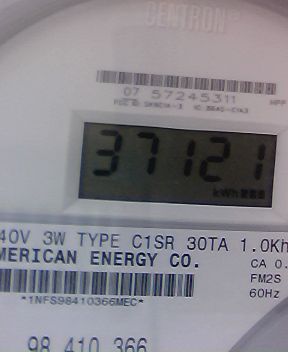 CENTRON®
07 57245311
37121
kWh
40V 3W TYPE C1SR 30TA 1.0Kh
MERICAN ENERGY CO.
CA 0.
FM2S
60Hz
*1NFS98410366MEC*
98 410 366